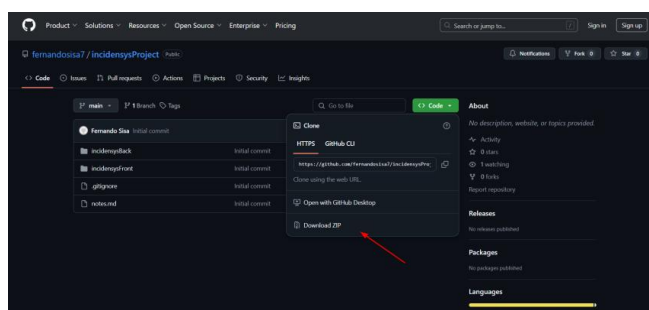 Product Solutions Resources Open Source Enterprise Pricing
Search or jump to...
/
Sign in
Sign up
fernandosisa7 / incidensysProject Public
Notifications
Fork 0
Star 0
Code
Issues
Pull requests
Actions
Projects
Security
Insights
main
1 Branch
Tags
Go to file
Code
Fernando Sisa Initial commit
incidensysBack
Initial commit
incidensysFront
Initial commit
.gitignore
Initial commit
notes.md
Initial commit
Clone
HTTPS
GitHub CLI
https://github.com/fernandosisa7/incidensysProj
Clone using the web URL.
Open with GitHub Desktop
Download ZIP
About
No description, website, or topics provided.
Activity
0 stars
1 watching
0 forks
Report repository
Releases
No releases published
Packages
No packages published
Languages